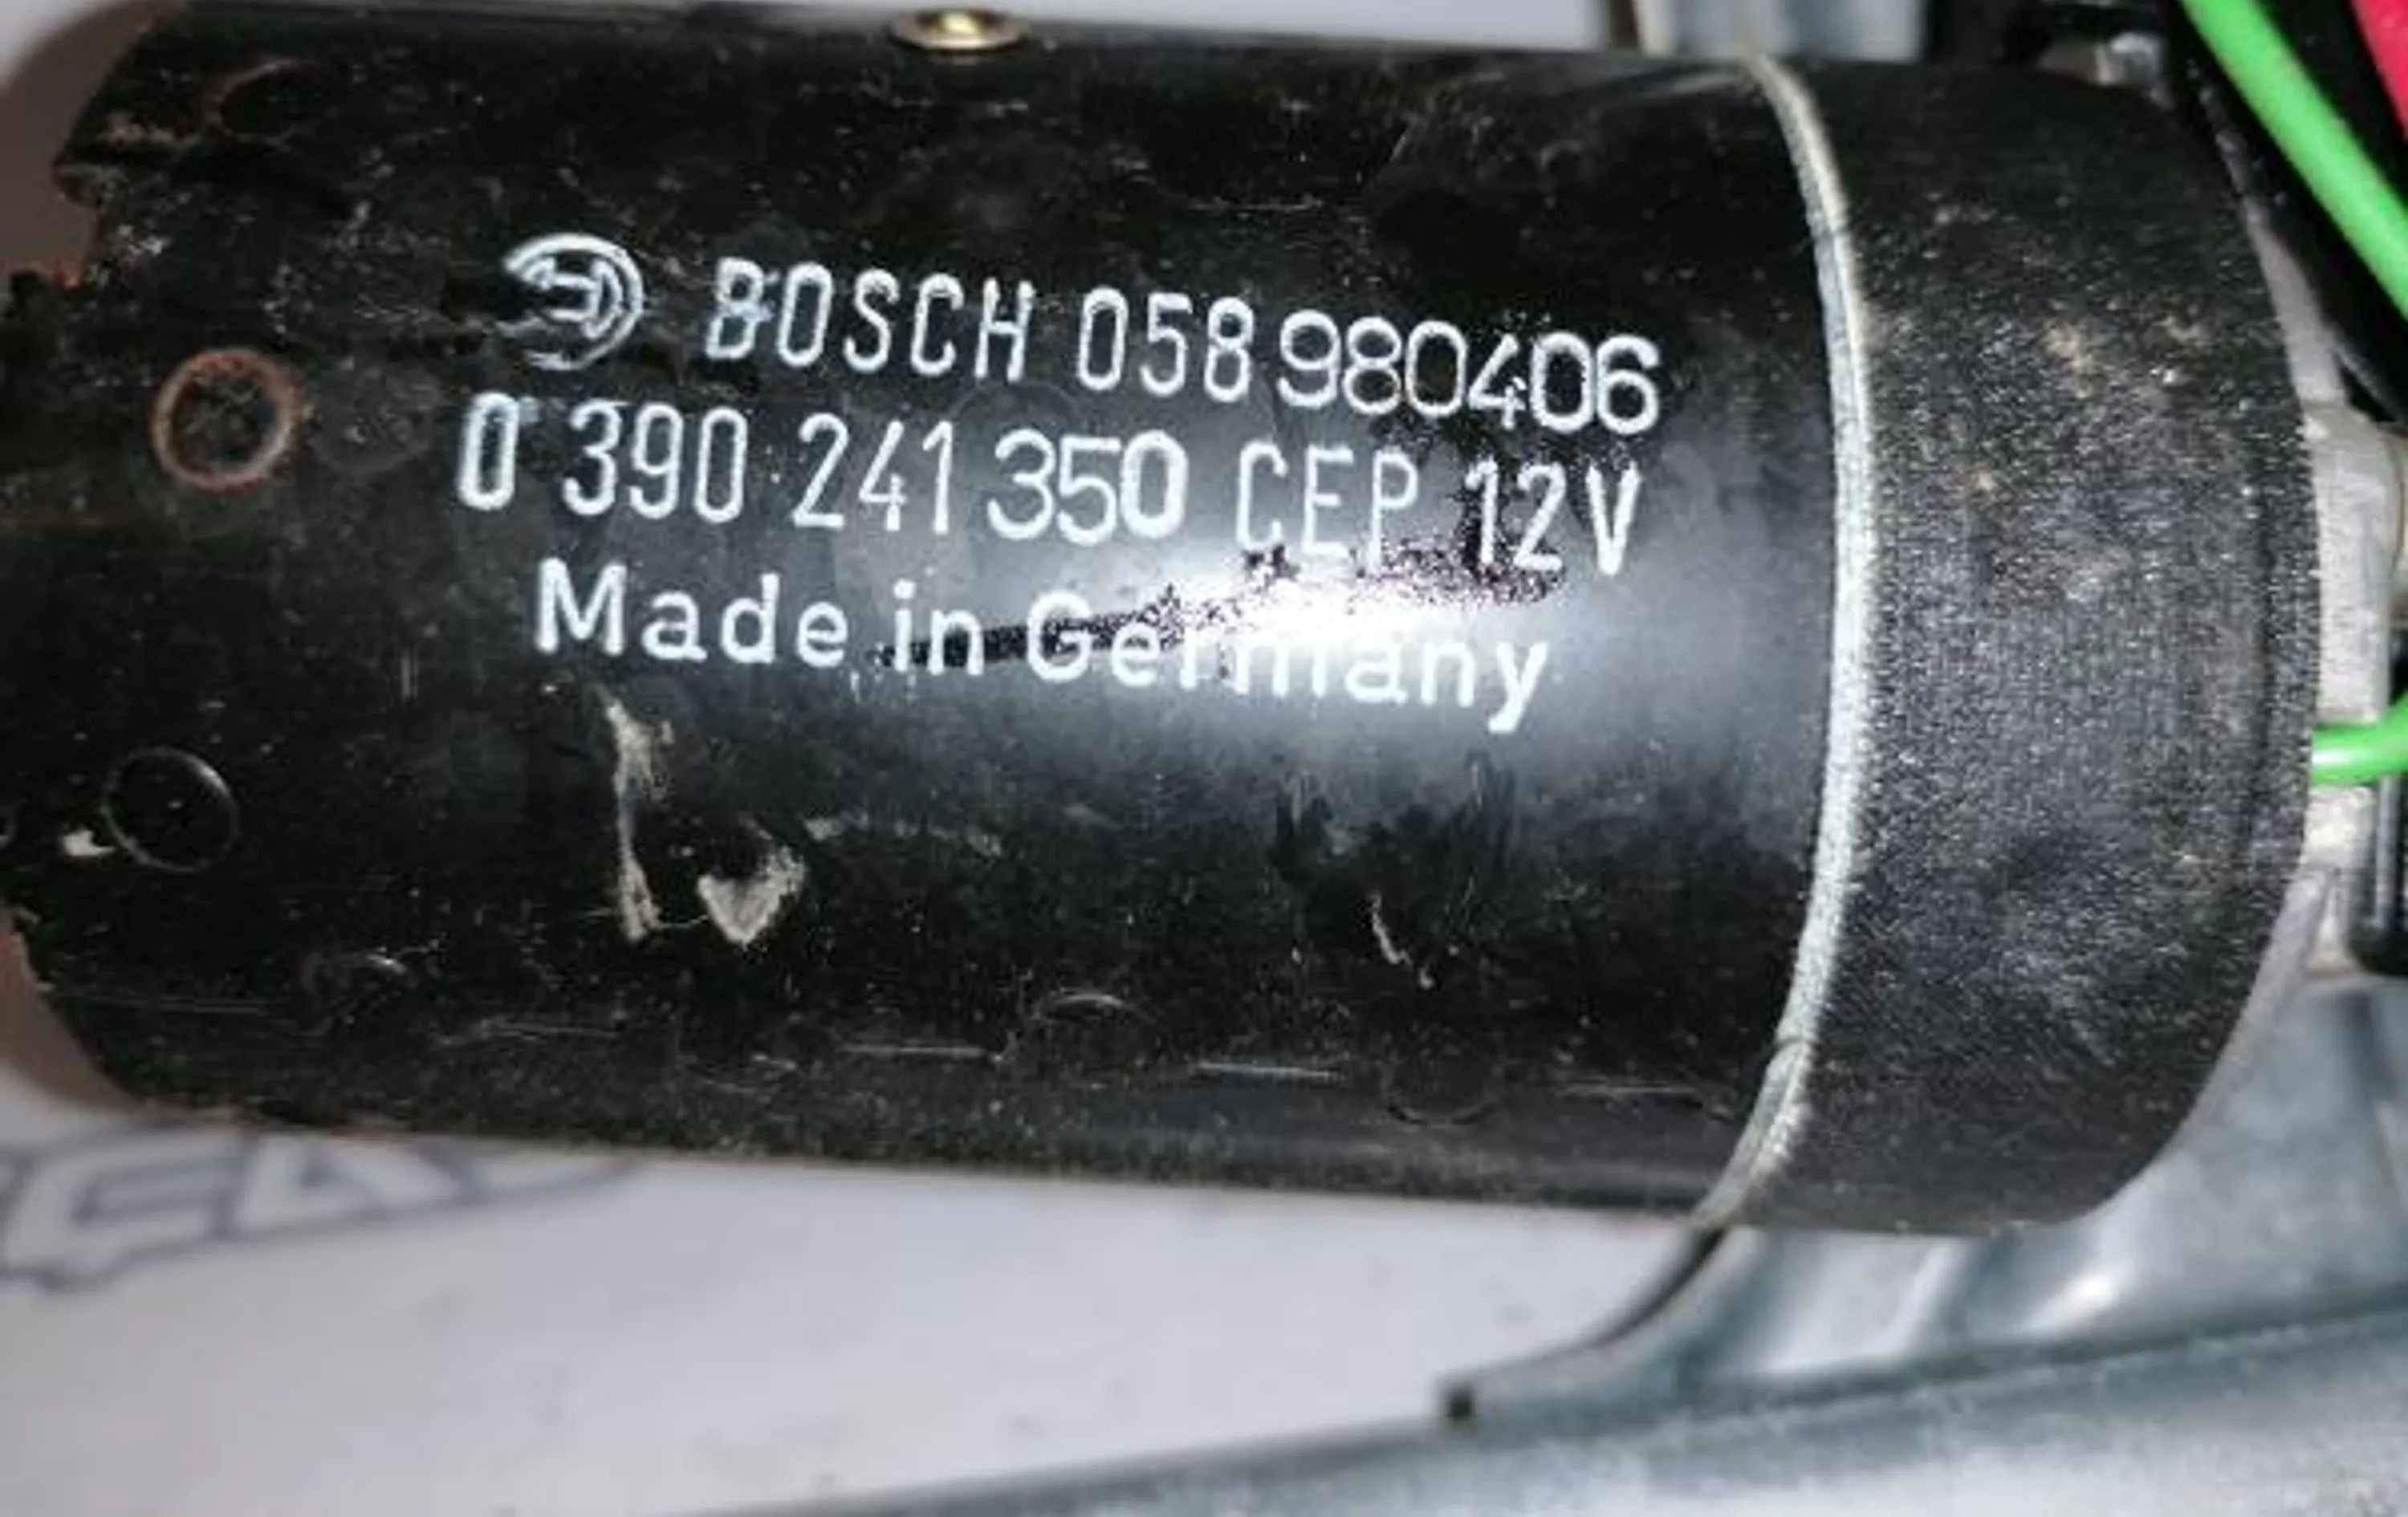 BOSCH 058 980406
0 390 241 350 CEP 12V
Made in Germany